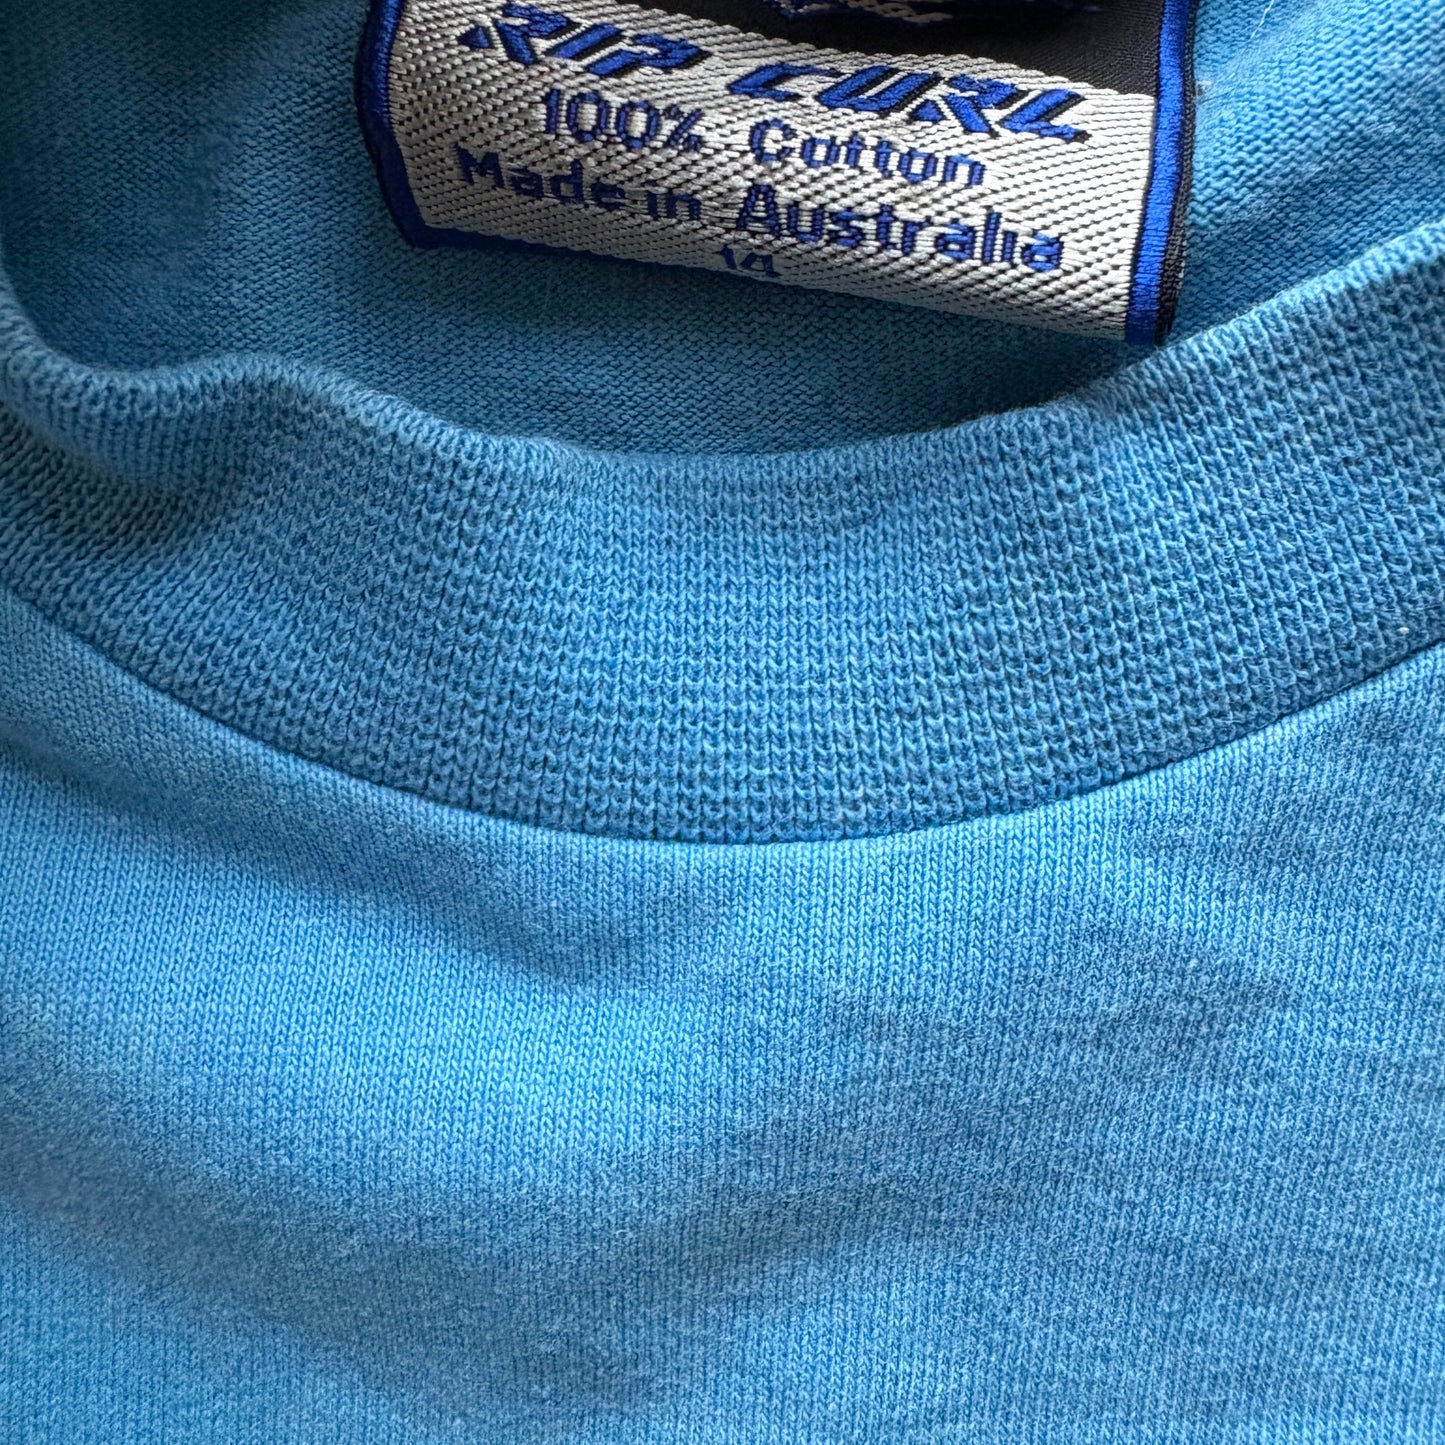 RIP CURL
100% Cotton
Made in Australia
14